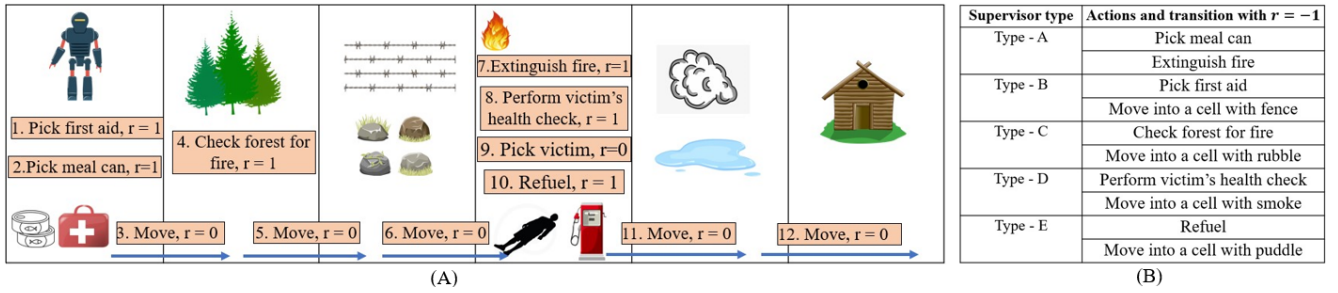 1. Pick first aid, r = 1
2.Pick meal can, r=1
3. Move, r = 0
4. Check forest for
fire, r = 1
5. Move, r = 0
6. Move, r = 0
7.Extinguish fire, r=1
8. Perform victim's
health check, r = 1
9. Pick victim, r=0
10. Refuel, r = 1
11. Move, r = 0
12. Move, r = 0
(A)
Supervisor type Actions and transition with r = −1
Type - A Pick meal can
Extinguish fire
Type - B Pick first aid
Move into a cell with fence
Type - C Check forest for fire
Move into a cell with rubble
Type - D Perform victim's health check
Move into a cell with smoke
Type - E Refuel
Move into a cell with puddle
(B)